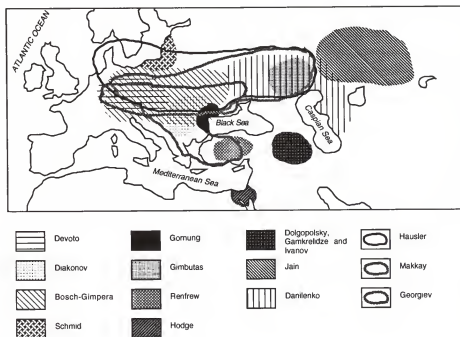 ATLANTIC OCEAN
Black Sea
Caspian Sea
Mediterranean Sea
Devoto
Diakonov
Bosch-Gimpera
Schmid
Gornung
Gimbutas
Renfrew
Hodge
Dolgopolsky,
Gamkrelidze and
Ivanov
Jain
Danilenko
Hausler
Makkay
Georgiev